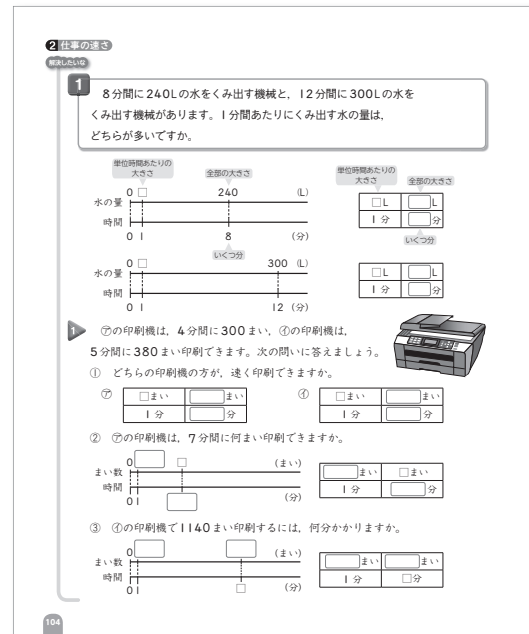 2 仕事の速さ
解決したいな
1
8分間に240Lの水をくみ出す機械と，12分間に300Lの水を
くみ出す機械があります。1分間あたりにくみ出す水の量は，
どちらが多いですか。
単位時間あたりの
大きさ
全部の大きさ
0 □ 240 (L)
水の量
時間
0 1 8 (分)
いくつ分
単位時間あたりの
大きさ
全部の大きさ
□L L
1分 分
いくつ分
0 □ 300 (L)
水の量
時間
0 1 12 (分)
□L L
1分 分
1 ㋐の印刷機は，4分間に300まい，㋑の印刷機は，
5分間に380まい印刷できます。次の問いに答えましょう。
① どちらの印刷機の方が，速く印刷できますか。
㋐ □まい まい
1分 分
㋑ □まい まい
1分 分
② ㋐の印刷機は，7分間に何まい印刷できますか。
0 □ (まい)
まい数
時間
0 1 (分)
まい □まい
1分 分
③ ㋑の印刷機で1140まい印刷するには，何分かかりますか。
0 (まい)
まい数
時間
0 1 □ (分)
まい まい
1分 □分
104